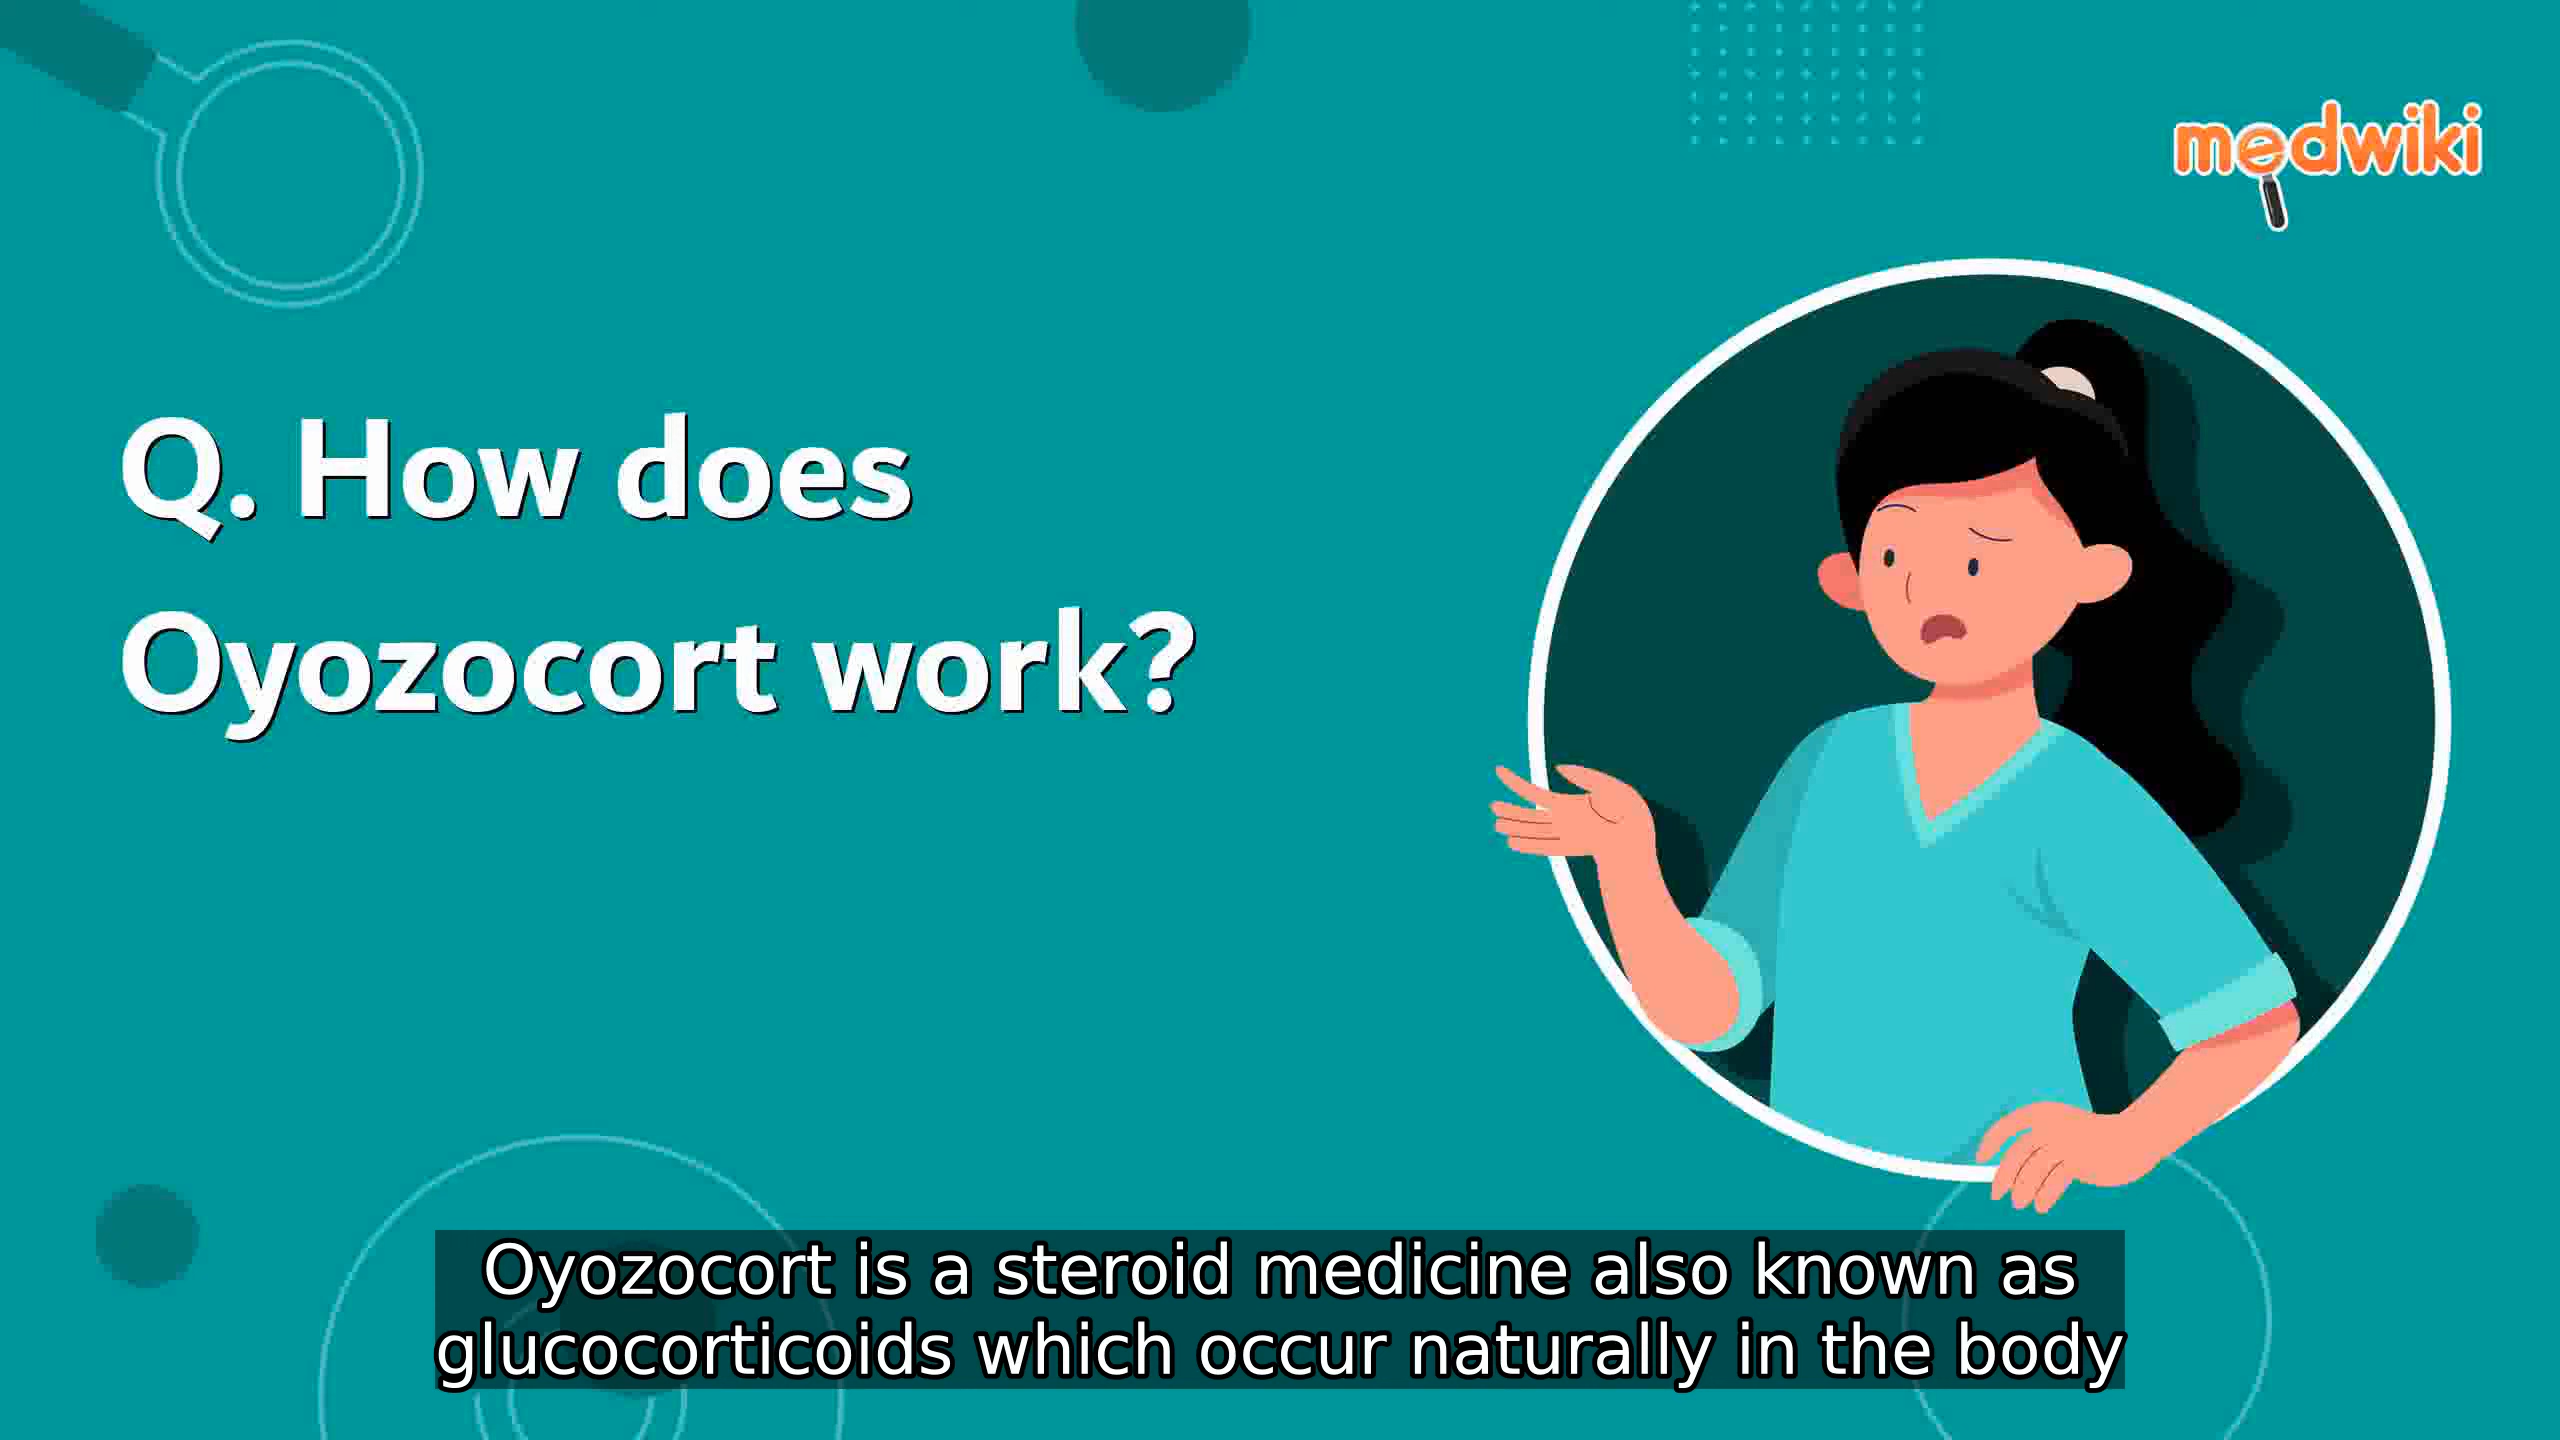 medwiki
Q. How does
Oyozocort work?
Oyozocort is a steroid medicine also known as
glucocorticoids which occur naturally in the body